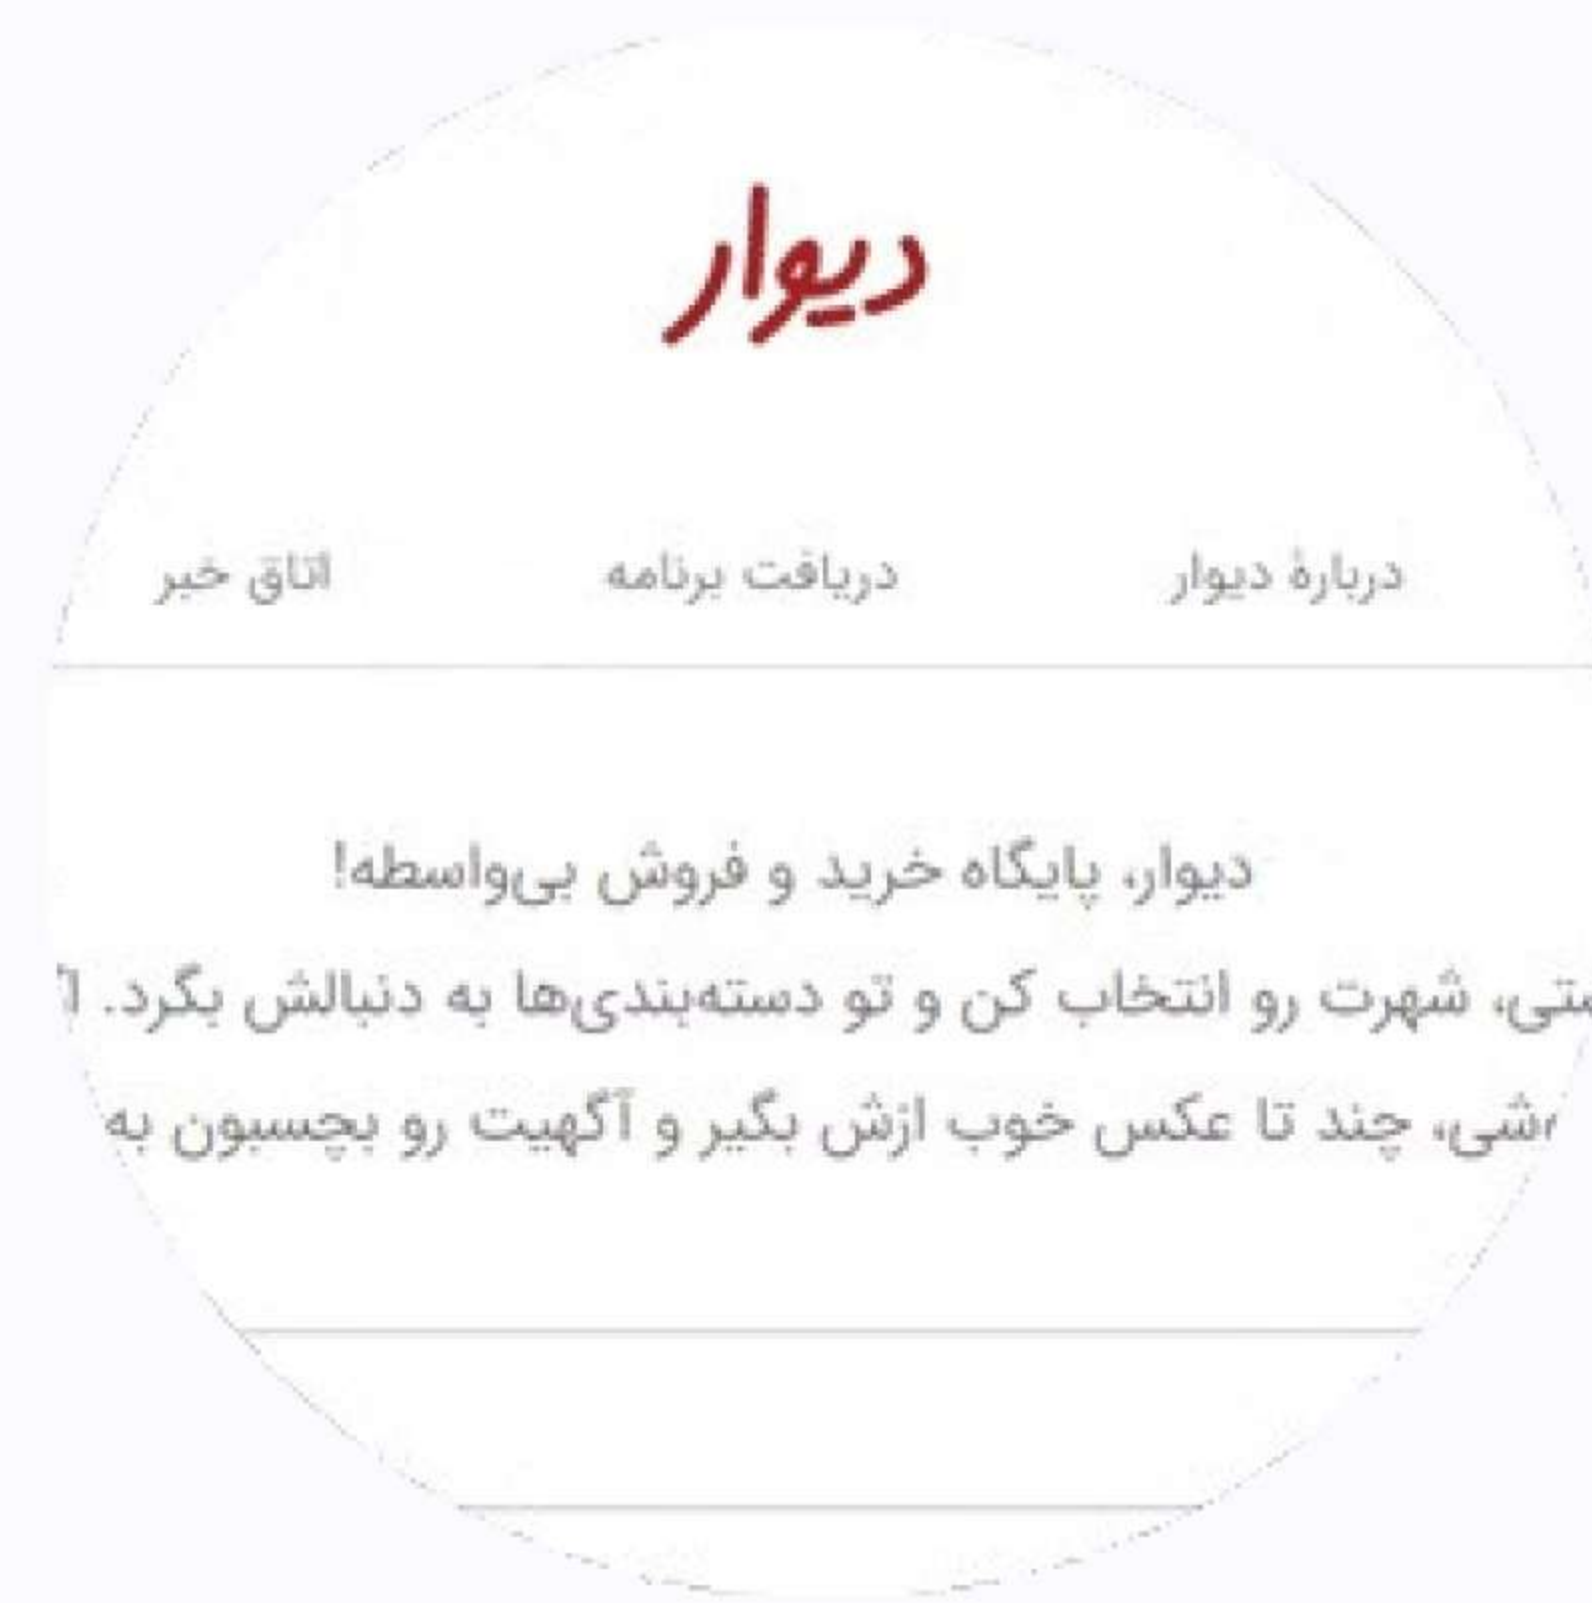 دیوار
دربارهٔ دیوار دریافت برنامه اتاق خبر
دیوار، پایگاه خرید و فروش بی‌واسطه!
شهرت رو انتخاب کن و تو دسته‌بندی‌ها به دنبالش بگرد.
چند تا عکس خوب ازش بگیر و آگهیت رو بچسبون به